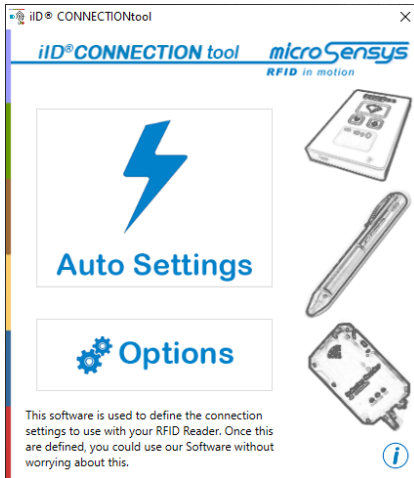 iID® CONNECTIONtool
iID®CONNECTION tool
microSensys
RFID in motion
Auto Settings
Options
This software is used to define the connection
settings to use with your RFID Reader. Once this
are defined, you could use our Software without
worrying about this.
i